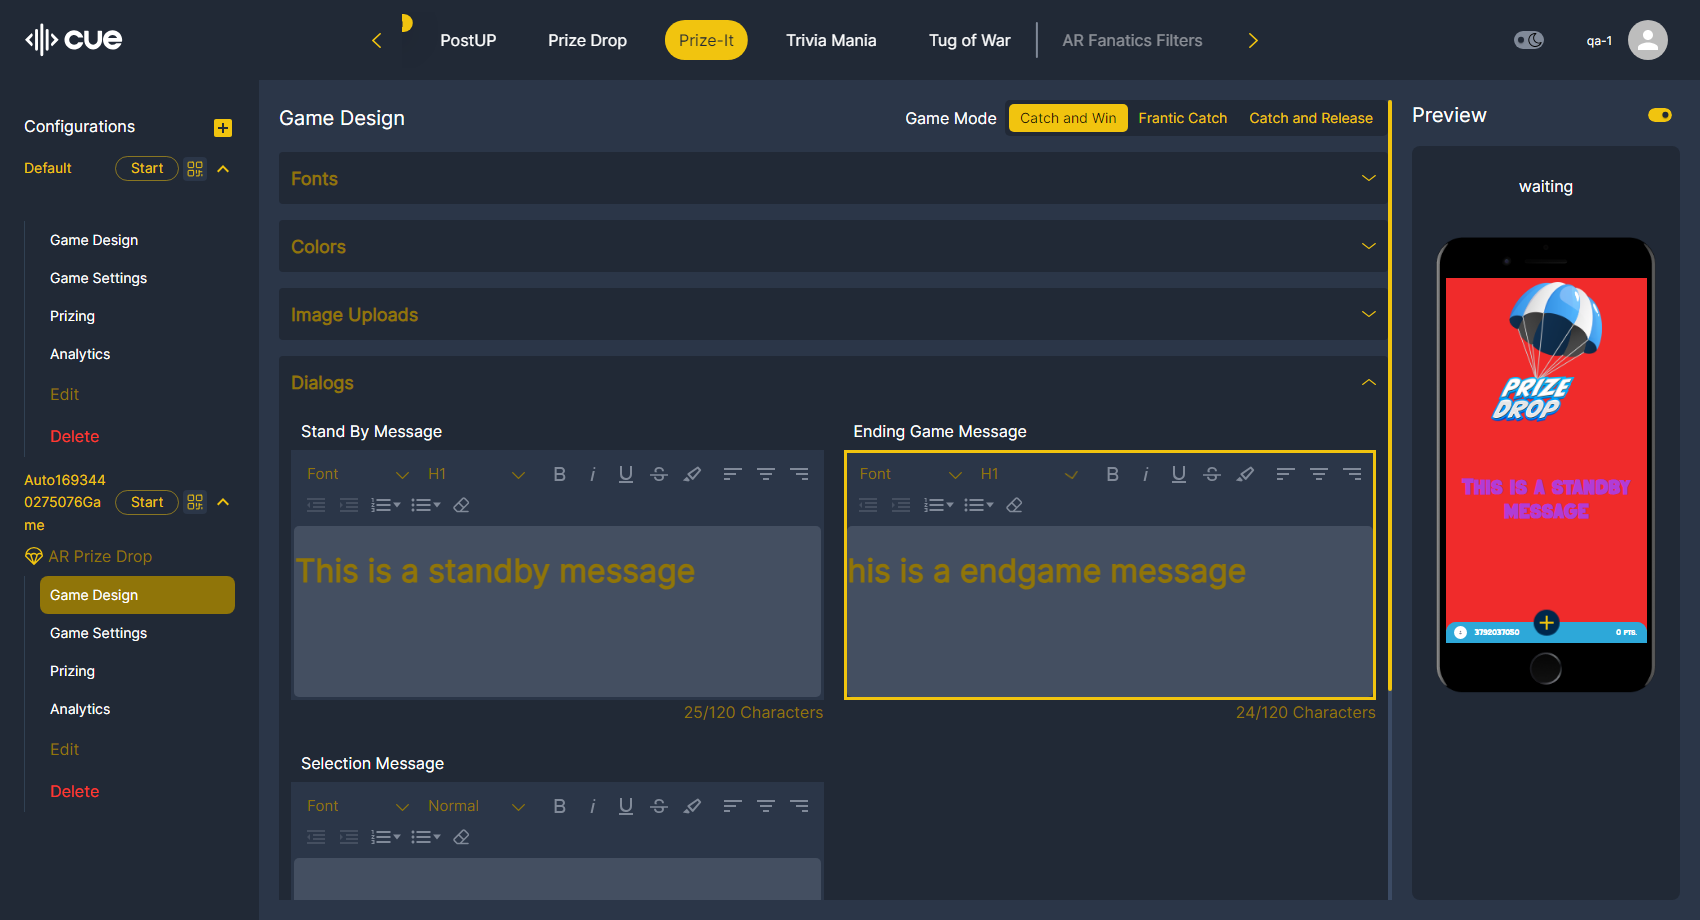 cue
PostUP
Prize Drop
Prize-It
Trivia Mania
Tug of War
AR Fanatics Filters
qa-1
Configurations
Default
Start
Game Design
Game Settings
Prizing
Analytics
Edit
Delete
Auto169344
0275076Ga
me
Start
AR Prize Drop
Game Design
Game Settings
Prizing
Analytics
Edit
Delete
Game Design
Game Mode
Catch and Win
Frantic Catch
Catch and Release
Fonts
Colors
Image Uploads
Dialogs
Stand By Message
Font
H1
B i U S
This is a standby message
25/120 Characters
Ending Game Message
Font
H1
B i U S
his is a endgame message
24/120 Characters
Selection Message
Font
Normal
B i U S
Preview
waiting
PRIZE
DROP
THIS IS A STANDBY
MESSAGE
3792037050
0 PTS.